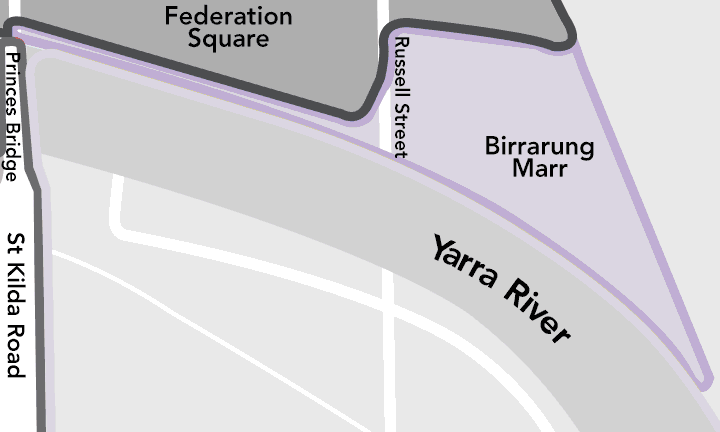 Federation
Square
Princes Bridge
Russell Street
Birrarung
Marr
St Kilda Road
Yarra River